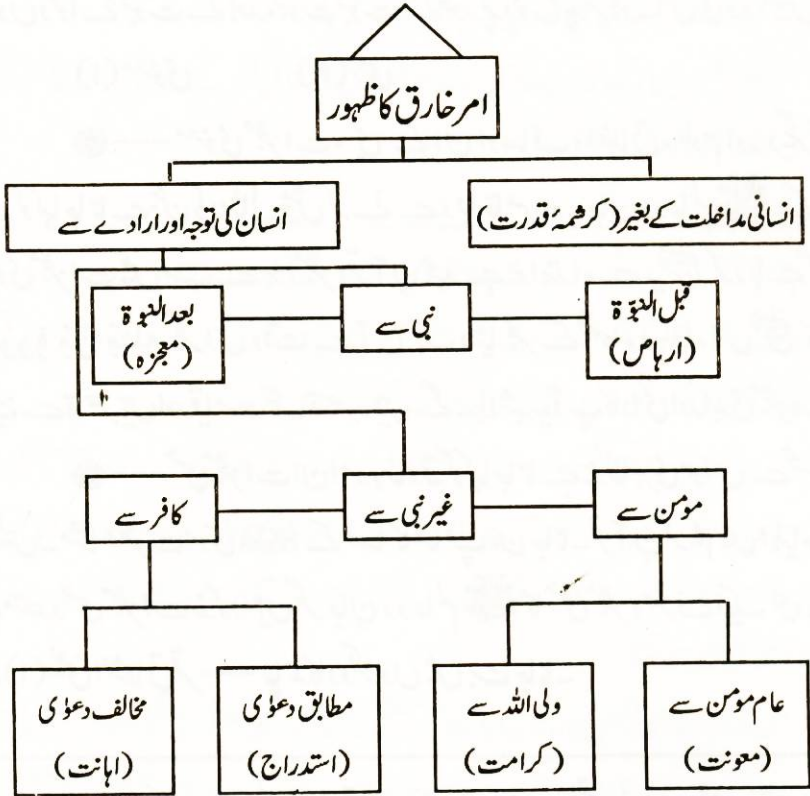 امر خارق کا ظہور
انسانی مداخلت کے بغیر (کرشمۂ قدرت)
انسان کی توجہ اور ارادے سے
قبل النبوّۃ
(ارہاص)
نبی سے
بعد النبوۃ
(معجزہ)
مومن سے
غیر نبی سے
کافر سے
عام مومن سے
(معونت)
ولی اللہ سے
(کرامت)
مطابق دعوٰی
(استدراج)
مخالف دعوٰی
(اہانت)